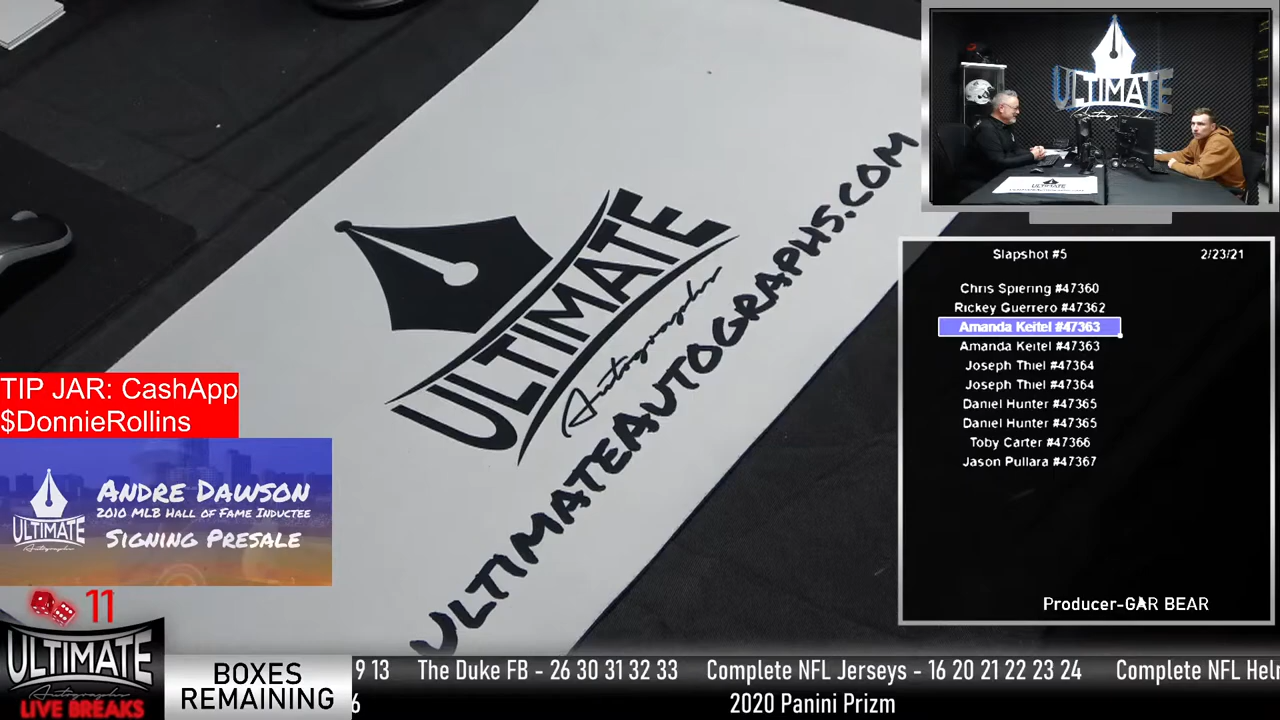 ULTIMATE
Autographs
ULTIMATEAUTOGRAPHS.COM
ULTIMATE
Autographs
ULTIMATE
Slapshot #5 2/23/21
Chris Spiering #47360
Rickey Guerrero #47362
Amanda Keitel #47363
Amanda Keitel #47363
Joseph Thiel #47364
Joseph Thiel #47364
Daniel Hunter #47365
Daniel Hunter #47365
Toby Carter #47366
Jason Pullara #47367
Producer-GAR BEAR
TIP JAR: CashApp
$DonnieRollins
ANDRE DAWSON
2010 MLB HALL OF FAME INDUCTEE
SIGNING PRESALE
ULTIMATE
Autographs
11
ULTIMATE
Autographs
LIVE BREAKS
BOXES
REMAINING
9 13 The Duke FB - 26 30 31 32 33 Complete NFL Jerseys - 16 20 21 22 23 24 Complete NFL Hel
6 2020 Panini Prizm